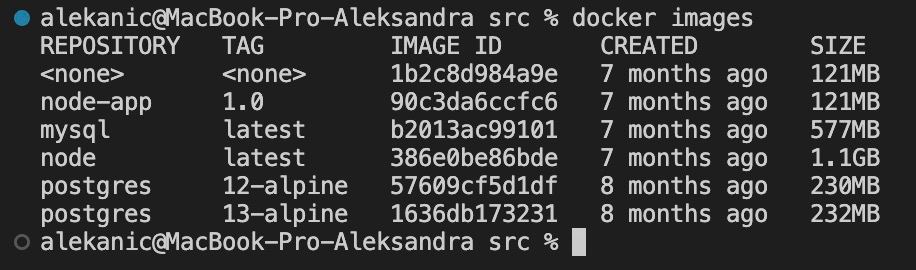 alekanic@MacBook-Pro-Aleksandra src % docker images
REPOSITORY TAG IMAGE ID CREATED SIZE
<none> <none> 1b2c8d984a9e 7 months ago 121MB
node-app 1.0 90c3da6ccfc6 7 months ago 121MB
mysql latest b2013ac99101 7 months ago 577MB
node latest 386e0be86bde 7 months ago 1.1GB
postgres 12-alpine 57609cf5d1df 8 months ago 230MB
postgres 13-alpine 1636db173231 8 months ago 232MB
alekanic@MacBook-Pro-Aleksandra src %